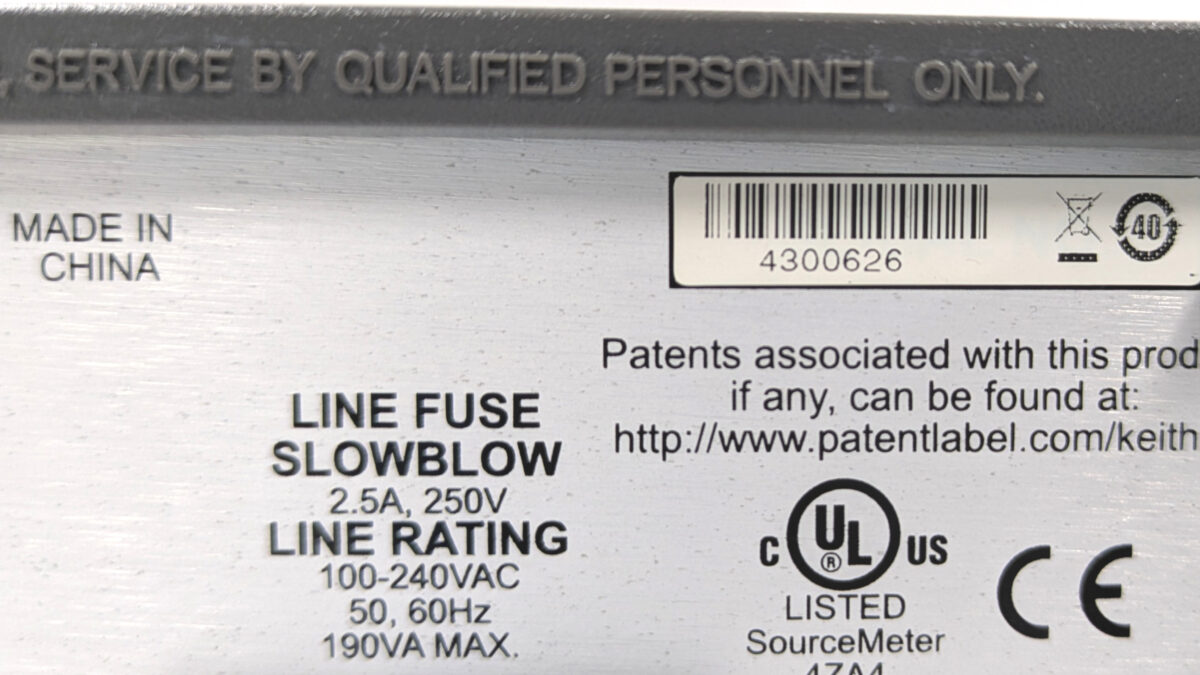 , SERVICE BY QUALIFIED PERSONNEL ONLY.
MADE IN
CHINA
4300626
40
Patents associated with this prod
if any, can be found at:
http://www.patentlabel.com/keith
LINE FUSE
SLOWBLOW
2.5A, 250V
LINE RATING
100-240VAC
50, 60Hz
190VA MAX.
C UL ® US
LISTED
SourceMeter
47A4
CE